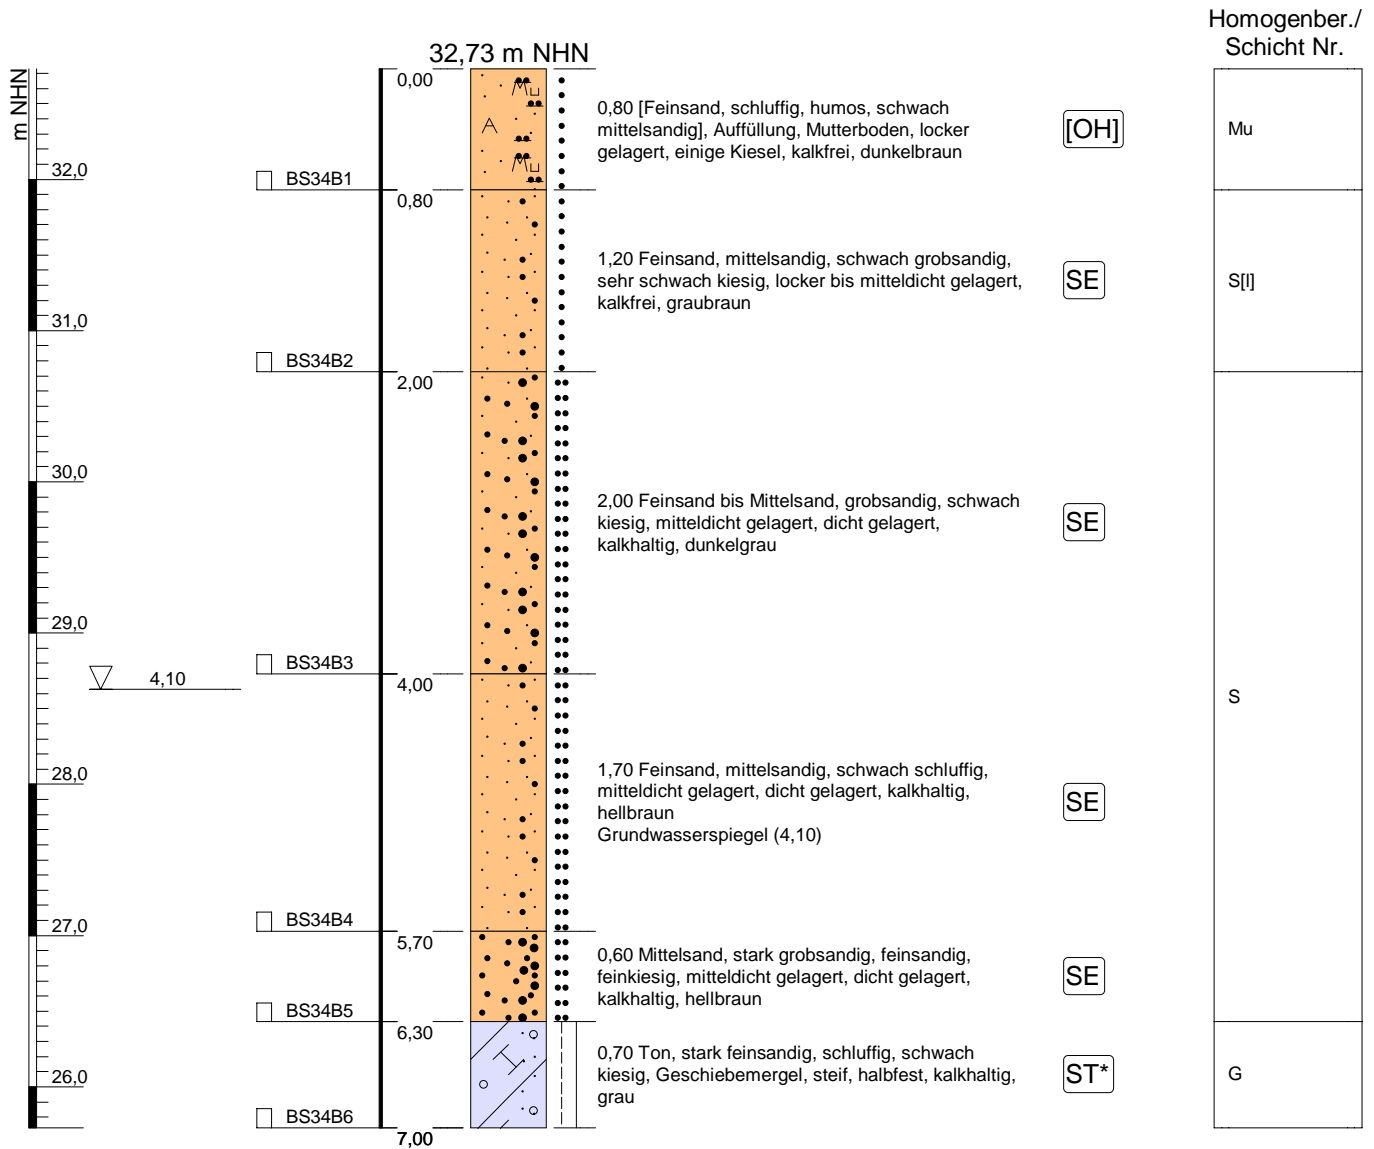 Homogenber./
Schicht Nr.
32,73 m NHN
m NHN
0,00
0,80 [Feinsand, schluffig, humos, schwach
mittelsandig], Auffüllung, Mutterboden, locker
gelagert, einige Kiesel, kalkfrei, dunkelbraun
[OH]
Mu
32,0
BS34B1
0,80
1,20 Feinsand, mittelsandig, schwach grobsandig,
sehr schwach kiesig, locker bis mitteldicht gelagert,
kalkfrei, graubraun
SE
S[I]
31,0
BS34B2
2,00
30,0
2,00 Feinsand bis Mittelsand, grobsandig, schwach
kiesig, mitteldicht gelagert, dicht gelagert,
kalkhaltig, dunkelgrau
SE
29,0
BS34B3
4,10
4,00
S
28,0
1,70 Feinsand, mittelsandig, schwach schluffig,
mitteldicht gelagert, dicht gelagert, kalkhaltig,
hellbraun
Grundwasserspiegel (4,10)
SE
27,0
BS34B4
5,70
0,60 Mittelsand, stark grobsandig, feinsandig,
feinkiesig, mitteldicht gelagert, dicht gelagert,
kalkhaltig, hellbraun
SE
BS34B5
6,30
0,70 Ton, stark feinsandig, schluffig, schwach
kiesig, Geschiebemergel, steif, halbfest, kalkhaltig,
grau
ST*
G
26,0
BS34B6
7,00